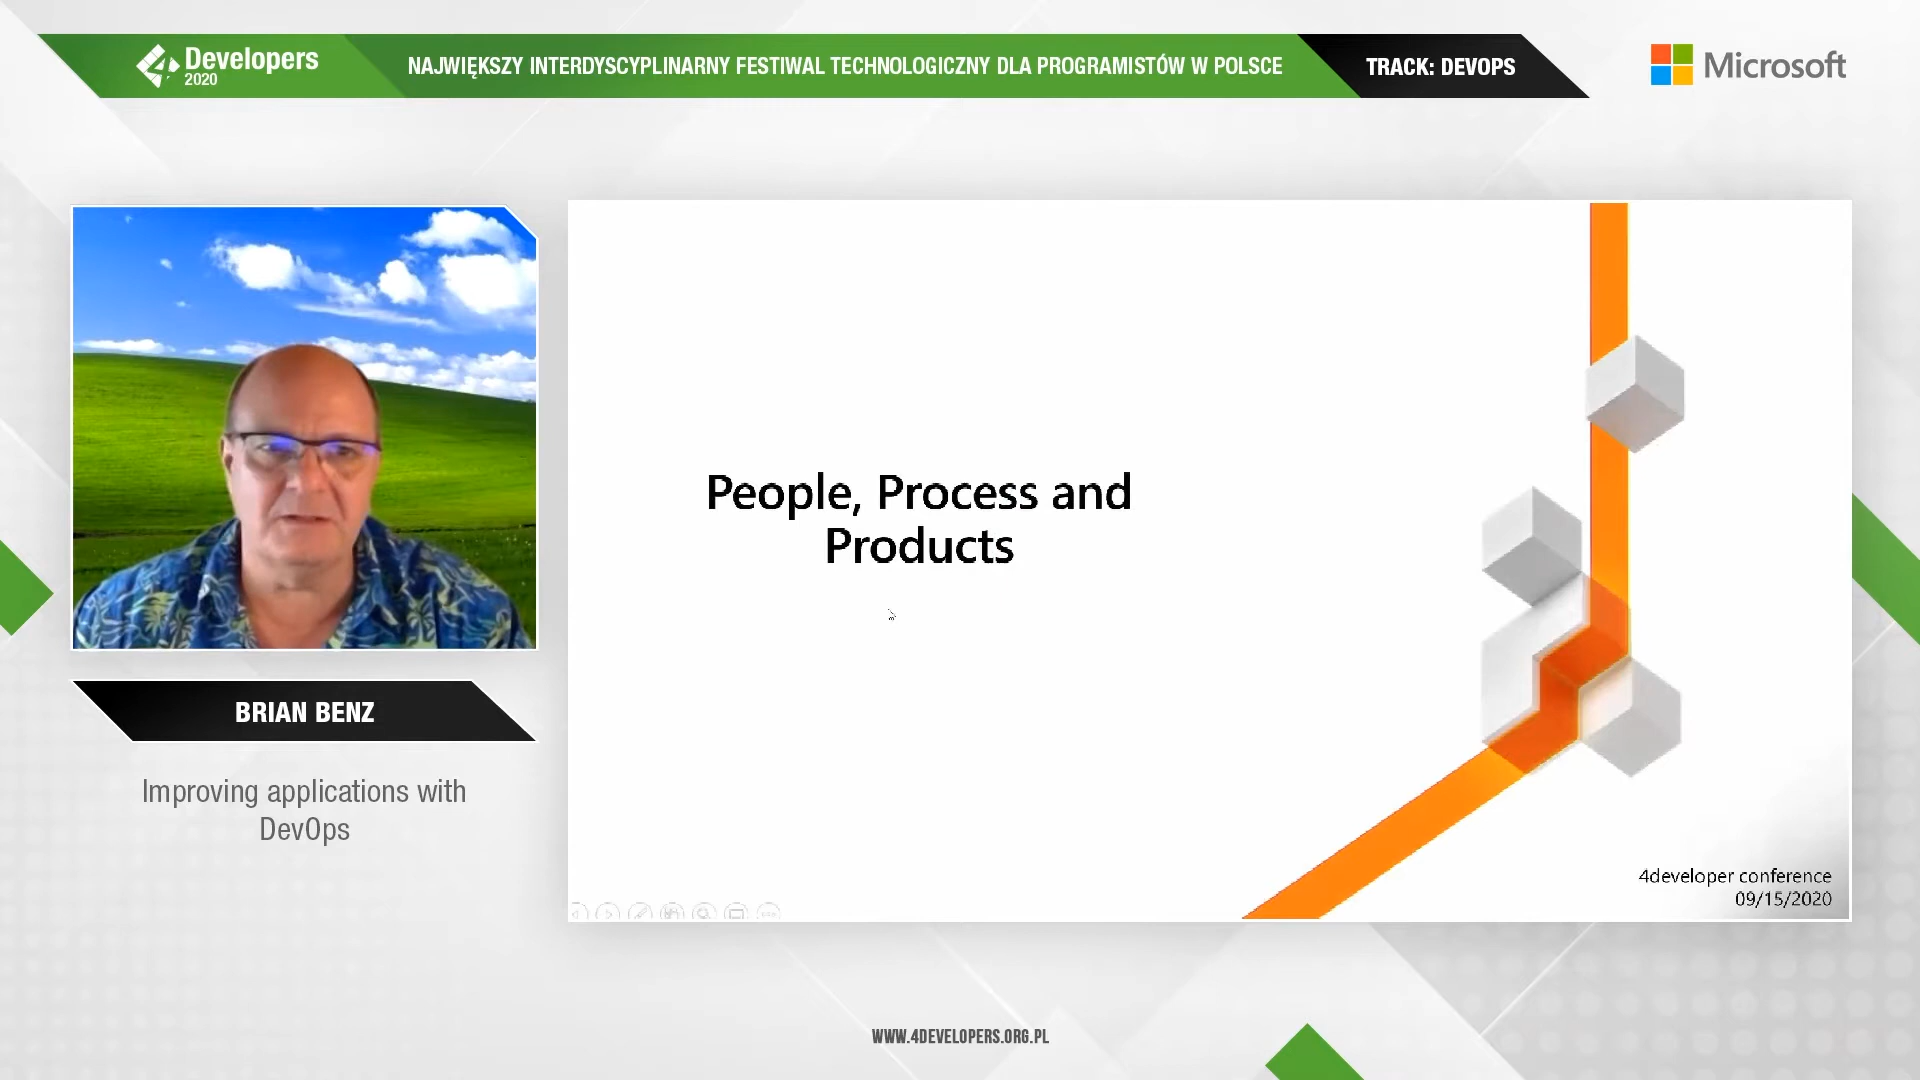 4Developers
2020
NAJWIĘKSZY INTERDYSCYPLINARNY FESTIWAL TECHNOLOGICZNY DLA PROGRAMISTÓW W POLSCE
TRACK: DEVOPS
Microsoft
People, Process and
Products
BRIAN BENZ
Improving applications with
DevOps
4developer conference
09/15/2020
WWW.4DEVELOPERS.ORG.PL